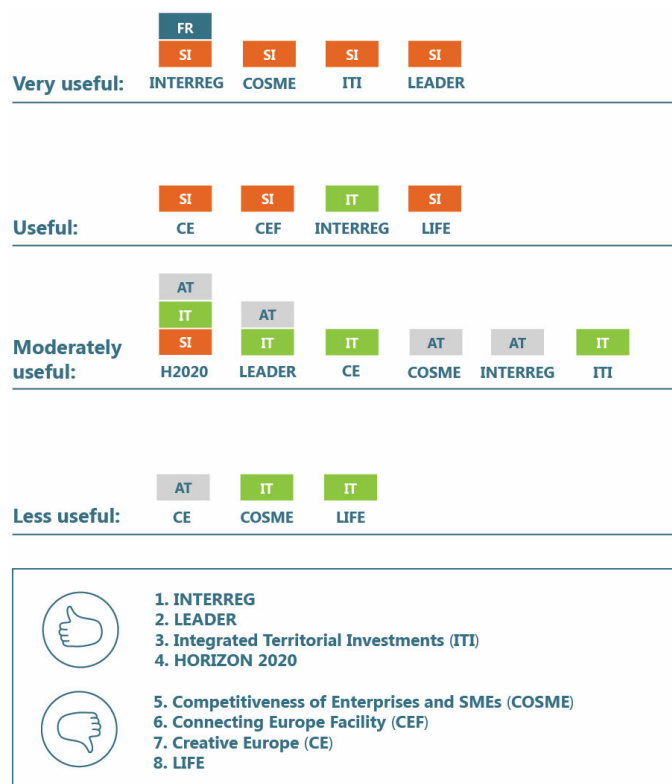 FR
SI SI SI SI
Very useful: INTERREG COSME ITI LEADER
SI SI IT SI
Useful: CE CEF INTERREG LIFE
AT
IT AT
SI IT IT AT AT IT
Moderately
useful: H2020 LEADER CE COSME INTERREG ITI
AT IT IT
Less useful: CE COSME LIFE
1. INTERREG
2. LEADER
3. Integrated Territorial Investments (ITI)
4. HORIZON 2020
5. Competitiveness of Enterprises and SMEs (COSME)
6. Connecting Europe Facility (CEF)
7. Creative Europe (CE)
8. LIFE